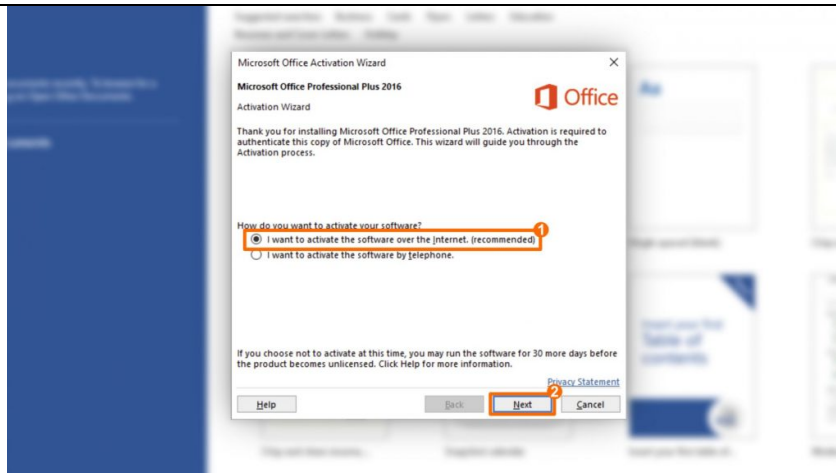 Microsoft Office Activation Wizard
Microsoft Office Professional Plus 2016
Office
Activation Wizard
Thank you for installing Microsoft Office Professional Plus 2016. Activation is required to
authenticate this copy of Microsoft Office. This wizard will guide you through the
Activation process.
How do you want to activate your software?
1
I want to activate the software over the Internet. (recommended)
I want to activate the software by telephone.
If you choose not to activate at this time, you may run the software for 30 more days before
the product becomes unlicensed. Click Help for more information.
Privacy Statement
2
Help Back Next Cancel
Aa
Table of
contents